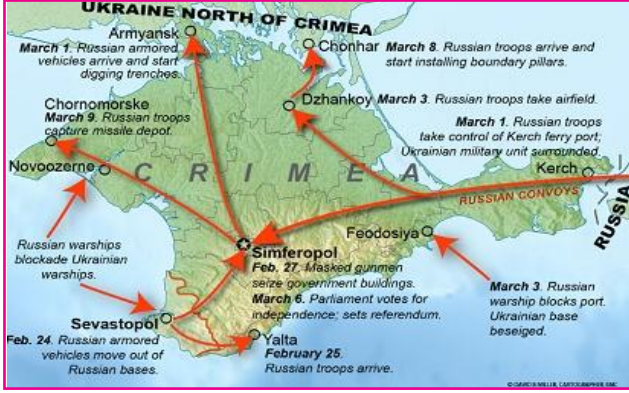 UKRAINE NORTH OF CRIMEA
Armyansk
March 1. Russian armored
vehicles arrive and start
digging trenches.
Chonhar
March 8. Russian troops arrive and
start installing boundary pillars.
Dzhankoy
March 3. Russian troops take airfield.
Chornomorske
March 9. Russian troops
capture missile depot.
March 1. Russian troops
take control of Kerch ferry port;
Ukrainian military unit surrounded.
Novoozerne
CRIMEA
Kerch
RUSSIAN CONVOYS
RUSSIA
Feodosiya
Russian warships
blockade Ukrainian
warships.
Simferopol
Feb. 27. Masked gunmen
seize government buildings.
March 6. Parliament votes for
independence; sets referendum.
March 3. Russian
warship blocks port.
Ukrainian base
beseiged.
Sevastopol
Feb. 24. Russian armored
vehicles move out of
Russian bases.
Yalta
February 25.
Russian troops arrive.